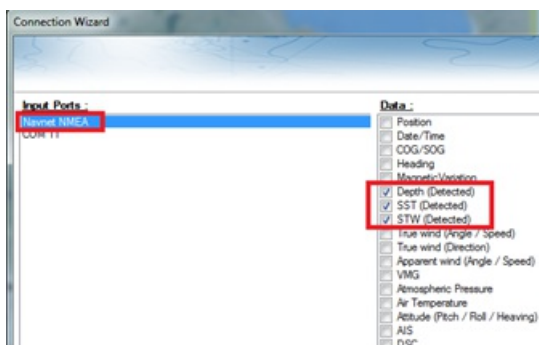 Connection Wizard
Input Ports :
Navnet NMEA
COM 11
Data :
Position
Date/Time
COG/SOG
Heading
Magnetic Variation
Depth (Detected)
SST (Detected)
STW (Detected)
True wind (Angle / Speed)
True wind (Direction)
Apparent wind (Angle / Speed)
VMG
Atmospheric Pressure
Air Temperature
Attitude (Pitch / Roll / Heaving)
AIS
DSC